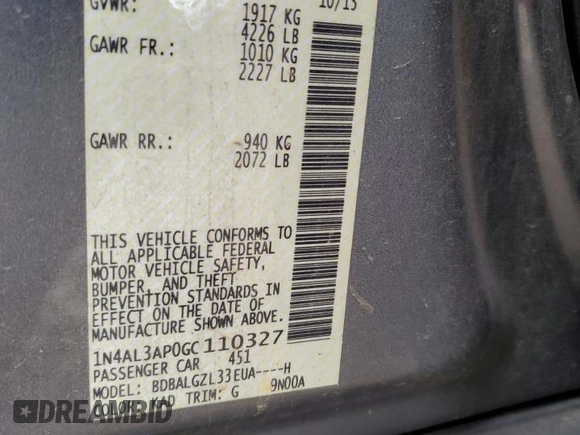 GVWR: 10/15
1917 KG
4226 LB
GAWR FR.: 1010 KG
2227 LB
GAWR RR.: 940 KG
2072 LB
THIS VEHICLE CONFORMS TO
ALL APPLICABLE FEDERAL
MOTOR VEHICLE SAFETY,
BUMPER, AND THEFT
PREVENTION STANDARDS IN
EFFECT ON THE DATE OF
MANUFACTURE SHOWN ABOVE.
1N4AL3AP0GC110327
PASSENGER CAR 451
MODEL: BDBALGZL33EUA----H
COLOR: KAD TRIM: G 9N00A
DREAMBID